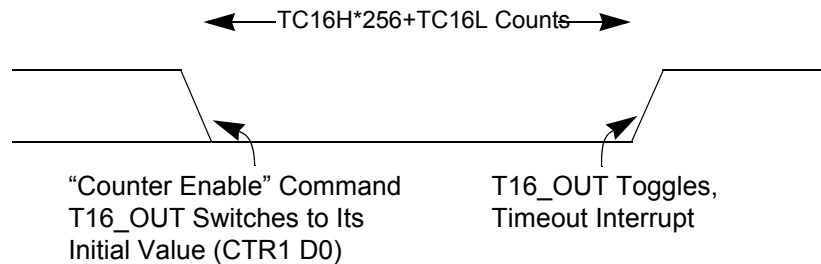 TC16H*256+TC16L Counts
“Counter Enable” Command
T16_OUT Switches to Its
Initial Value (CTR1 D0)
T16_OUT Toggles,
Timeout Interrupt